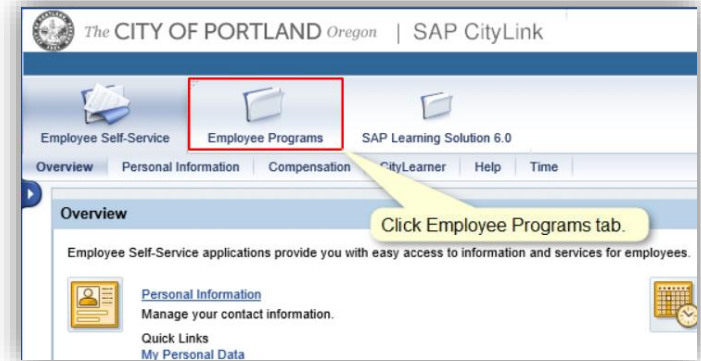 The CITY OF PORTLAND Oregon | SAP CityLink
Employee Self-Service Employee Programs SAP Learning Solution 6.0
Overview Personal Information Compensation CityLearner Help Time
Overview
Click Employee Programs tab.
Employee Self-Service applications provide you with easy access to information and services for employees.
Personal Information
Manage your contact information.
Quick Links
My Personal Data